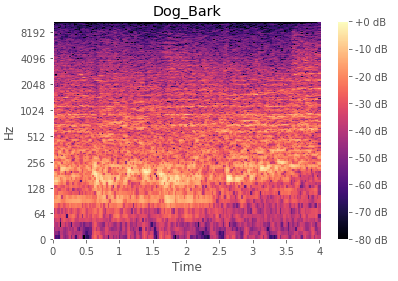 Dog_Bark
+0 dB
8192
-10 dB
4096
-20 dB
2048
-30 dB
1024
-40 dB
Hz
512
-50 dB
256
-60 dB
128
64
-70 dB
0
-80 dB
0 0.5 1 1.5 2 2.5 3 3.5 4
Time